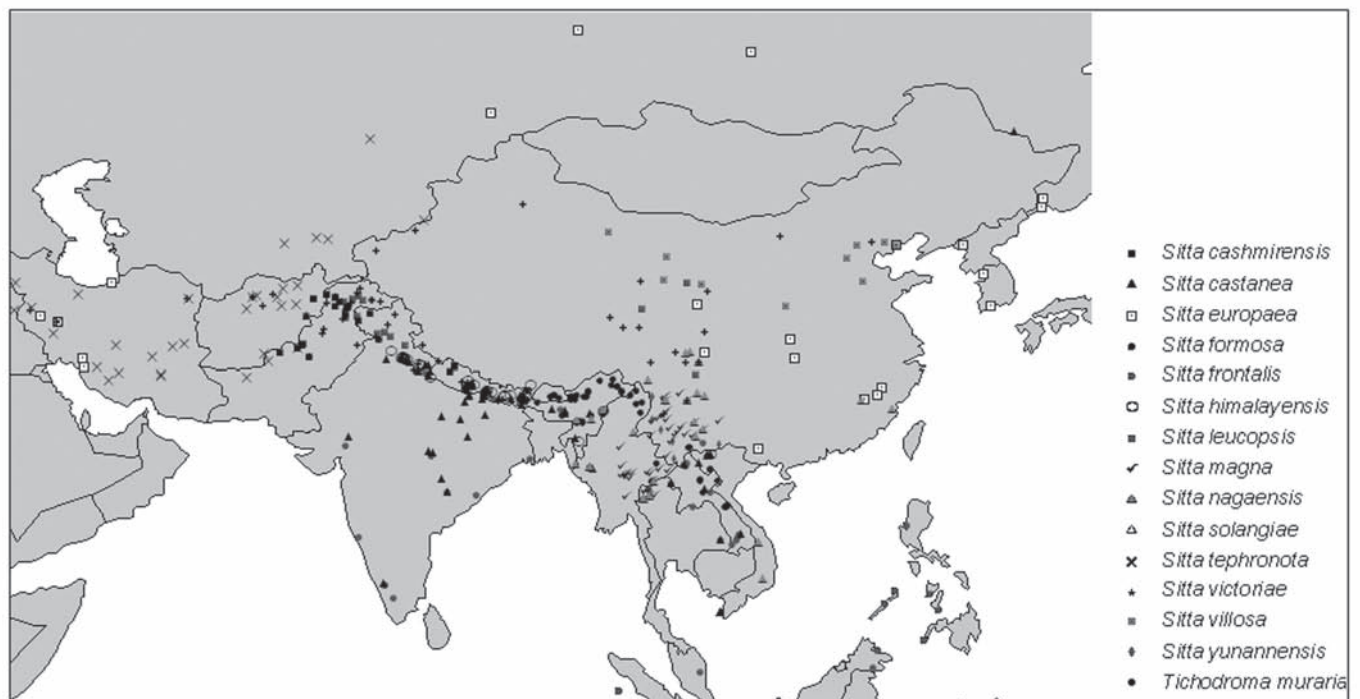 Sitta cashmirensis
Sitta castanea
Sitta europaea
Sitta formosa
Sitta frontalis
Sitta himalayensis
Sitta leucopsis
Sitta magna
Sitta nagaensis
Sitta solangiae
Sitta tephronota
Sitta victoriae
Sitta villosa
Sitta yunannensis
Tichodroma muraria